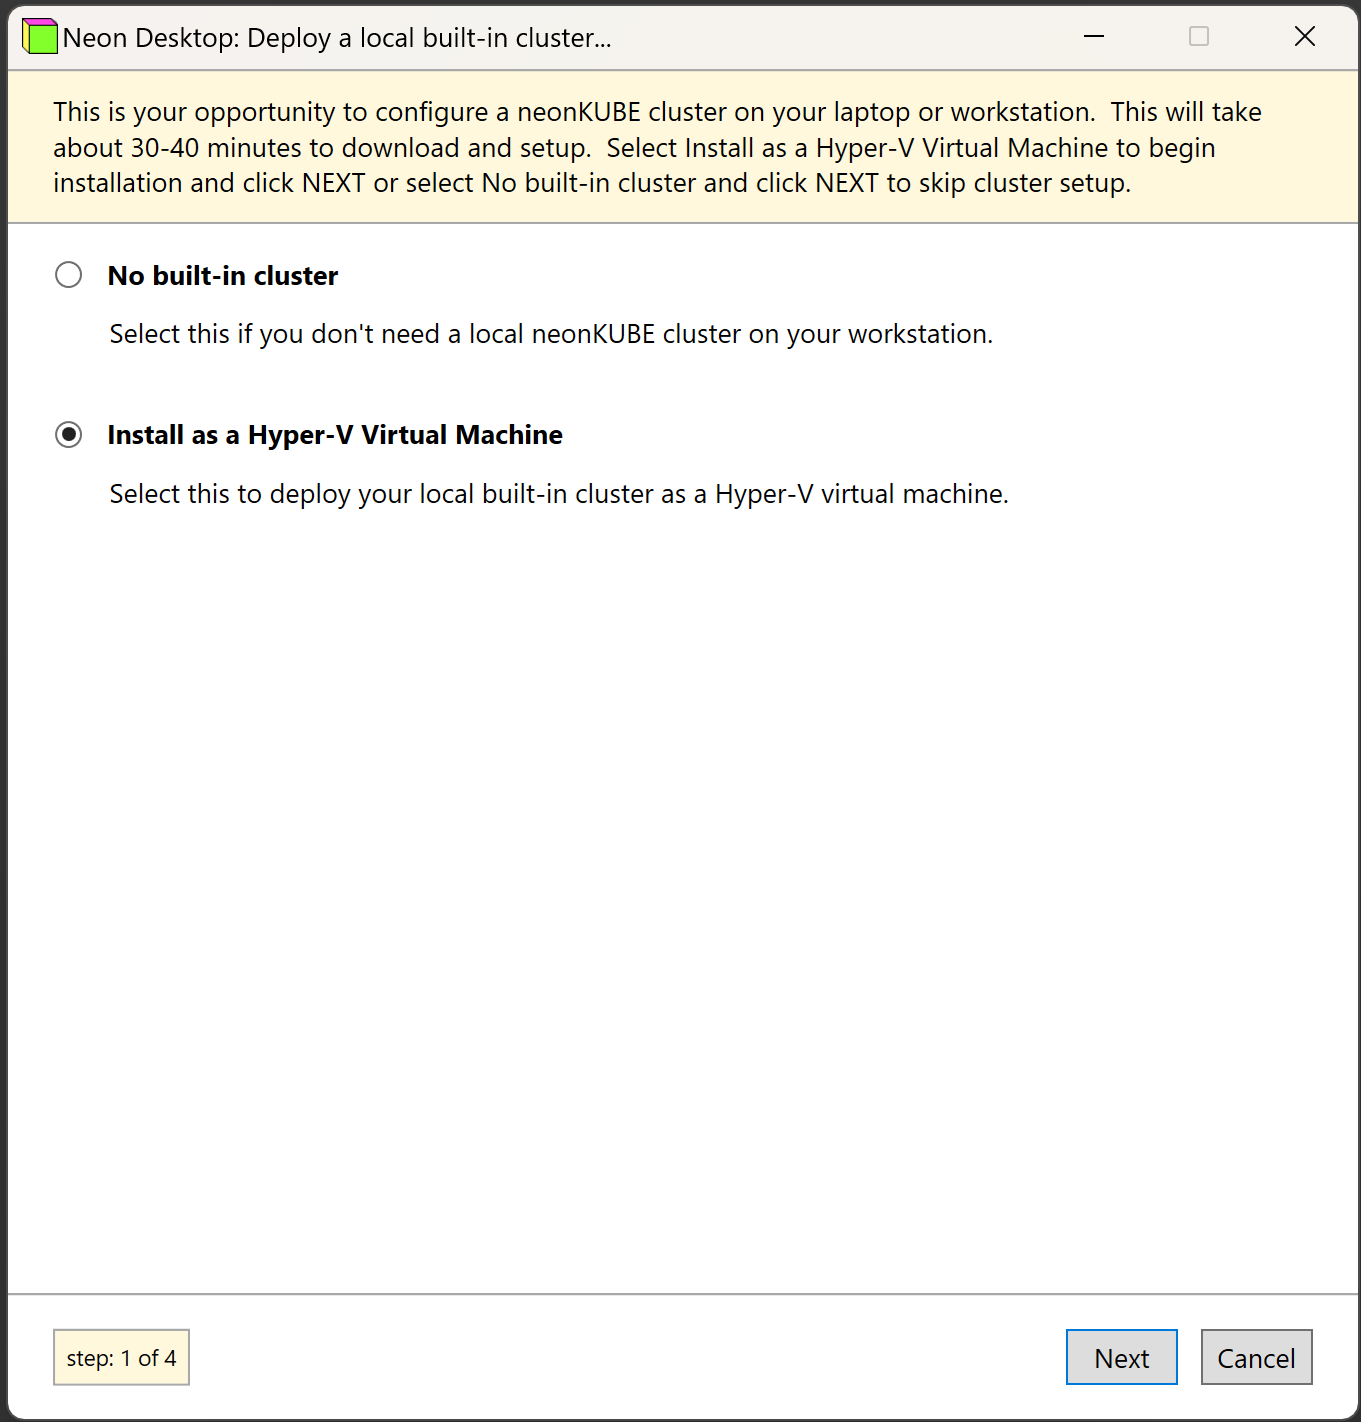 Neon Desktop: Deploy a local built-in cluster...
This is your opportunity to configure a neonKUBE cluster on your laptop or workstation.  This will take
about 30-40 minutes to download and setup.  Select Install as a Hyper-V Virtual Machine to begin
installation and click NEXT or select No built-in cluster and click NEXT to skip cluster setup.
No built-in cluster
Select this if you don't need a local neonKUBE cluster on your workstation.
Install as a Hyper-V Virtual Machine
Select this to deploy your local built-in cluster as a Hyper-V virtual machine.
step: 1 of 4
Next
Cancel